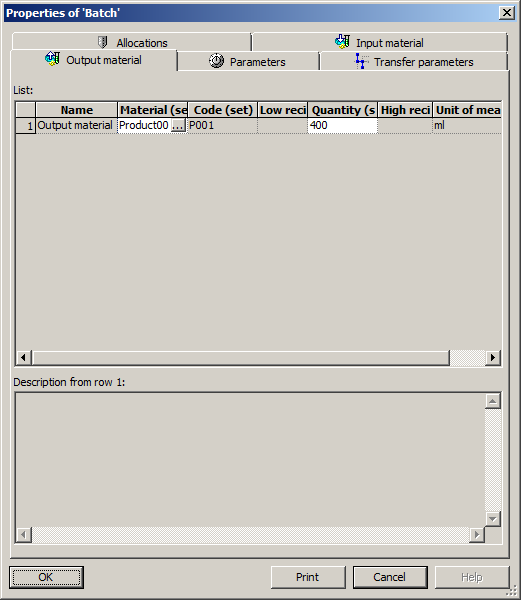 Properties of 'Batch'
Allocations Input material
Output material Parameters Transfer parameters
List:
Name Material (se Code (set) Low reci Quantity (s High reci Unit of mea
1 Output material Product00 ... P001 400 ml
Description from row 1:
OK Print Cancel Help